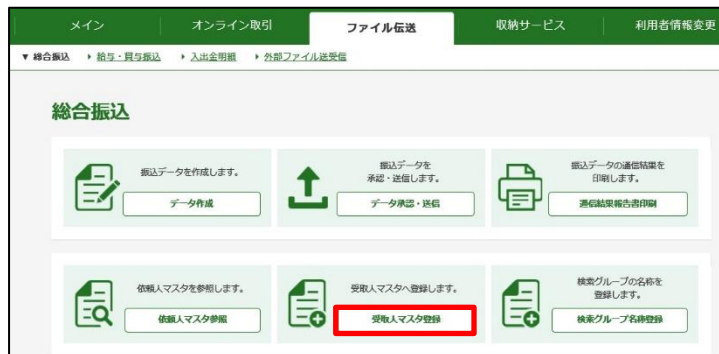 メイン オンライン取引 ファイル伝送 収納サービス 利用者情報変更
▼ 総合振込 ▶ 給与・賞与振込 ▶ 入出金明細 ▶ 外部ファイル送受信
総合振込
振込データを作成します。
データ作成
振込データを
承認・送信します。
データ承認・送信
振込データの通信結果を
印刷します。
通信結果報告書印刷
依頼人マスタを参照します。
依頼人マスタ参照
受取人マスタへ登録します。
受取人マスタ登録
検索グループの名称を
登録します。
検索グループ名称登録